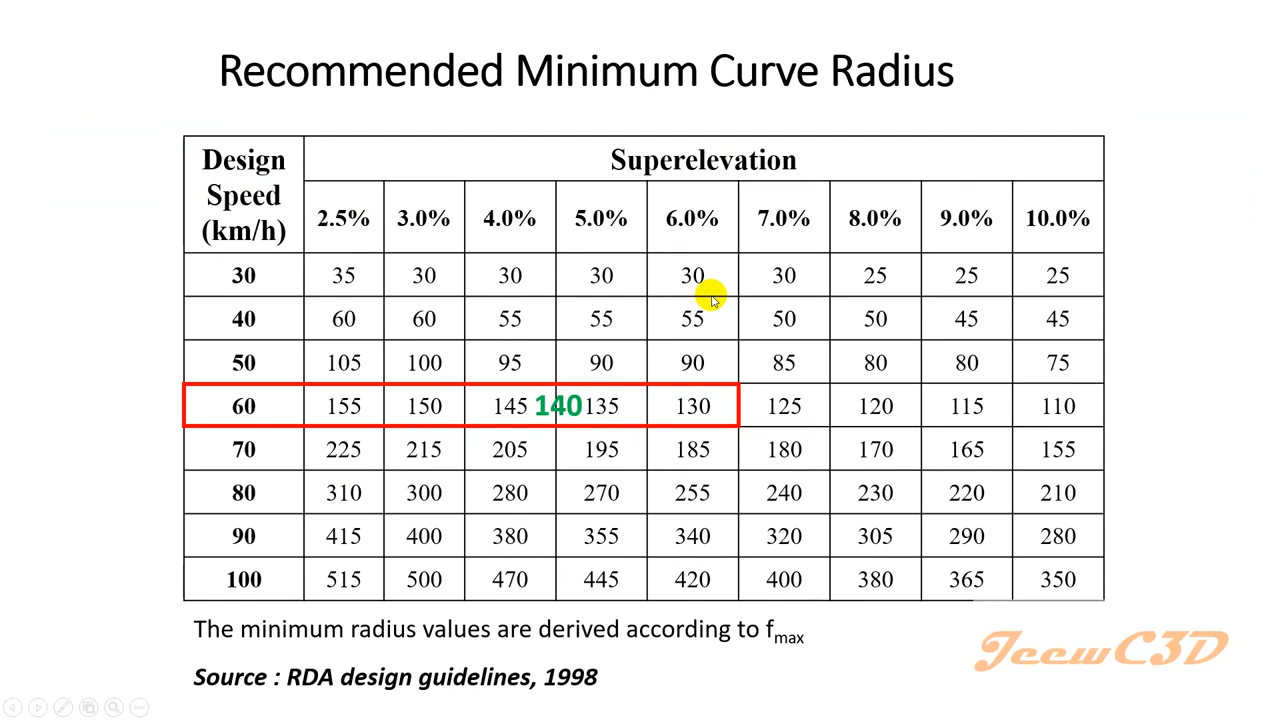 Recommended Minimum Curve Radius
Design Speed (km/h) Superelevation
2.5% 3.0% 4.0% 5.0% 6.0% 7.0% 8.0% 9.0% 10.0%
30 35 30 30 30 30 30 25 25 25
40 60 60 55 55 55 50 50 45 45
50 105 100 95 90 90 85 80 80 75
60 155 150 145 140 135 130 125 120 115 110
70 225 215 205 195 185 180 170 165 155
80 310 300 280 270 255 240 230 220 210
90 415 400 380 355 340 320 305 290 280
100 515 500 470 445 420 400 380 365 350
The minimum radius values are derived according to fmax
Source : RDA design guidelines, 1998
JeewC3D